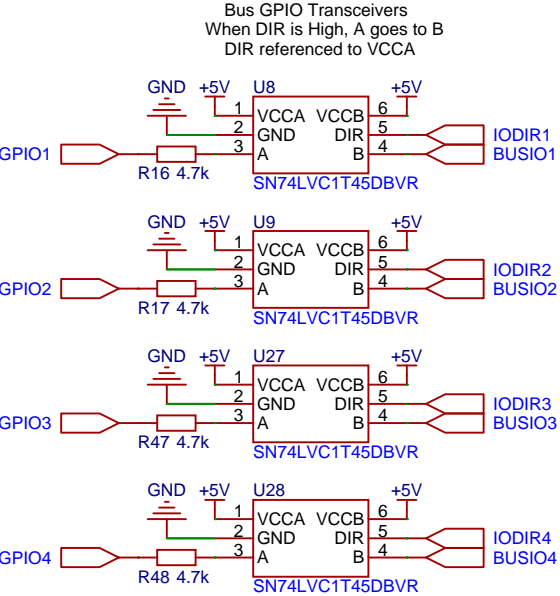 Bus GPIO Transceivers
When DIR is High, A goes to B
DIR referenced to VCCA
GND +5V U8 +5V
1 VCCA VCCB 6
2 GND DIR 5 IODIR1
GPIO1 3 A B 4 BUSIO1
R16 4.7k
SN74LVC1T45DBVR
GND +5V U9 +5V
1 VCCA VCCB 6
2 GND DIR 5 IODIR2
GPIO2 3 A B 4 BUSIO2
R17 4.7k
SN74LVC1T45DBVR
GND +5V U27 +5V
1 VCCA VCCB 6
2 GND DIR 5 IODIR3
GPIO3 3 A B 4 BUSIO3
R47 4.7k
SN74LVC1T45DBVR
GND +5V U28 +5V
1 VCCA VCCB 6
2 GND DIR 5 IODIR4
GPIO4 3 A B 4 BUSIO4
R48 4.7k
SN74LVC1T45DBVR